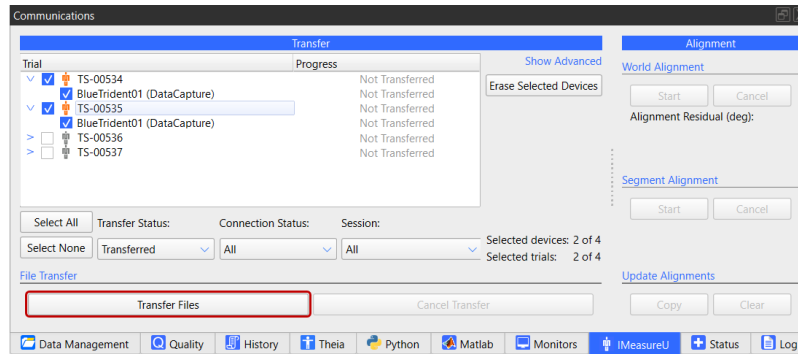 Communications
Transfer
Alignment
Trial Progress
Show Advanced
World Alignment
TS-00534 Not Transferred
Erase Selected Devices
BlueTrident01 (DataCapture) Not Transferred
Start Cancel
TS-00535 Not Transferred
Alignment Residual (deg):
BlueTrident01 (DataCapture) Not Transferred
TS-00536 Not Transferred
TS-00537 Not Transferred
Segment Alignment
Start Cancel
Select All Transfer Status: Connection Status: Session:
Select None Transferred All All
Selected devices: 2 of 4
Selected trials: 2 of 4
File Transfer
Update Alignments
Transfer Files Cancel Transfer
Copy Clear
Data Management Quality History Theia Python Matlab Monitors IMeasureU Status Log